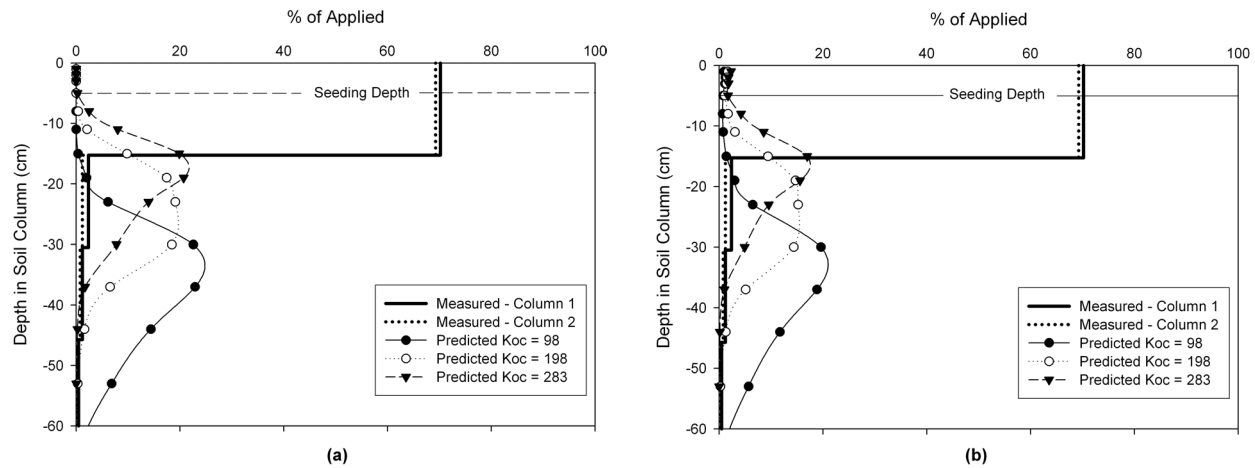 % of Applied
0 20 40 60 80 100
0
Seeding Depth
-10
-20
-30
-40
-50
-60
Depth in Soil Column (cm)
Measured - Column 1
Measured - Column 2
Predicted Koc = 98
Predicted Koc = 198
Predicted Koc = 283
(a)
% of Applied
0 20 40 60 80 100
0
Seeding Depth
-10
-20
-30
-40
-50
-60
Depth in Soil Column (cm)
Measured - Column 1
Measured - Column 2
Predicted Koc = 98
Predicted Koc = 198
Predicted Koc = 283
(b)